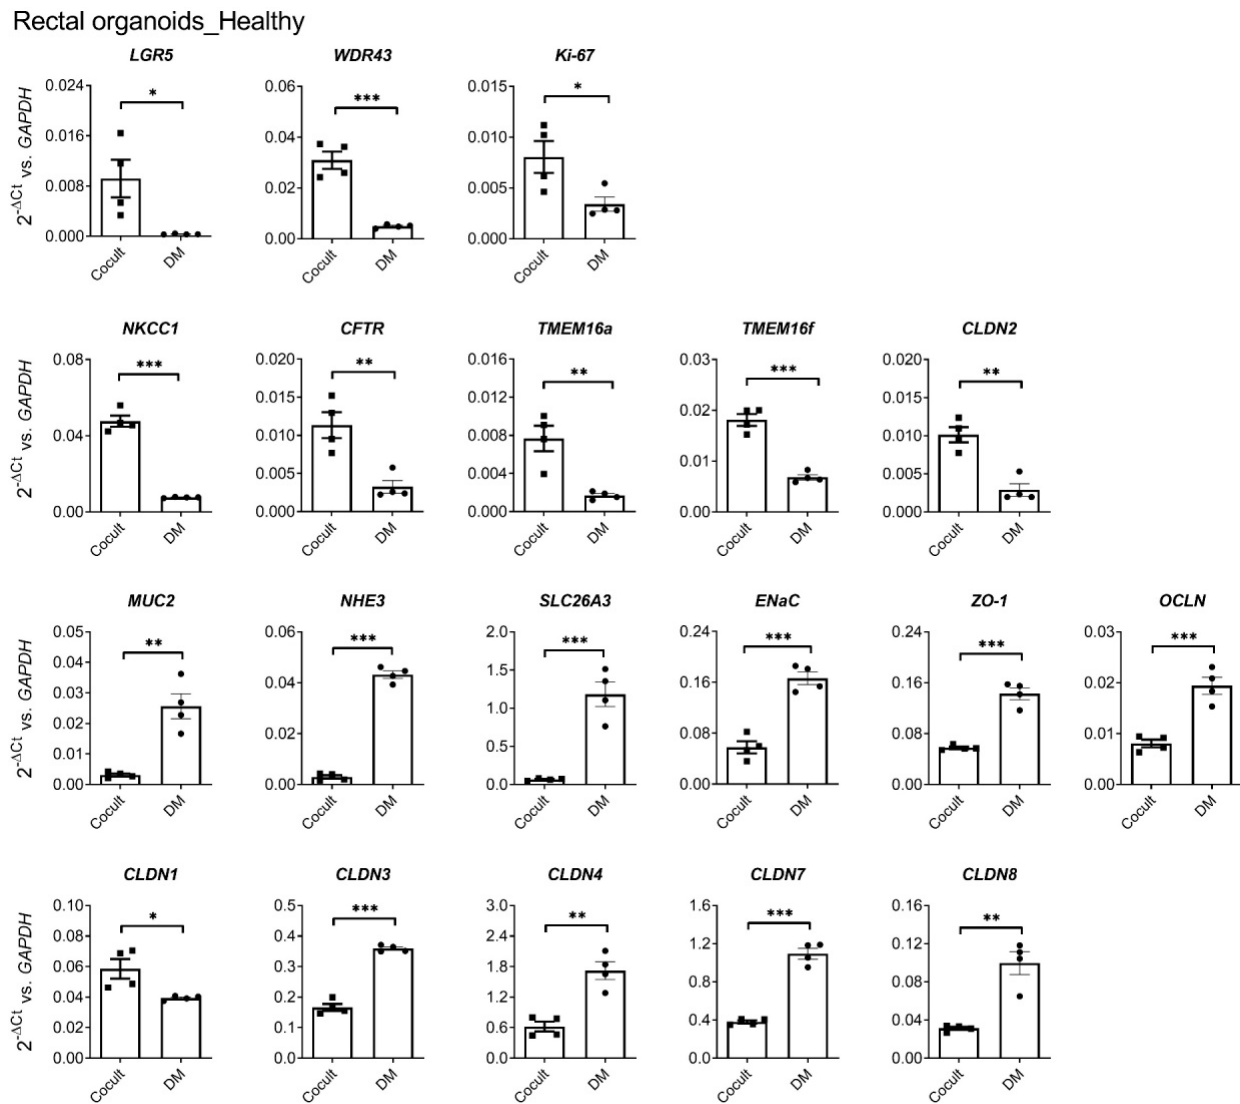 Rectal organoids_Healthy
LGR5 WDR43 Ki-67
2-ΔCt vs. GAPDH
0.024 0.016 0.008 0.000 * Cocult DM
0.06 0.04 0.02 0.00 *** Cocult DM
0.015 0.010 0.005 0.000 * Cocult DM
NKCC1 CFTR TMEM16a TMEM16f CLDN2
2-ΔCt vs. GAPDH
0.08 0.04 0.00 *** Cocult DM
0.020 0.015 0.010 0.005 0.000 ** Cocult DM
0.016 0.012 0.008 0.004 0.000 ** Cocult DM
0.03 0.02 0.01 0.00 *** Cocult DM
0.020 0.015 0.010 0.005 0.000 ** Cocult DM
MUC2 NHE3 SLC26A3 ENaC ZO-1 OCLN
2-ΔCt vs. GAPDH
0.05 0.04 0.03 0.02 0.01 0.00 ** Cocult DM
0.06 0.04 0.02 0.00 *** Cocult DM
2.0 1.5 1.0 0.5 0.0 *** Cocult DM
0.24 0.16 0.08 0.00 *** Cocult DM
0.24 0.16 0.08 0.00 *** Cocult DM
0.03 0.02 0.01 0.00 *** Cocult DM
CLDN1 CLDN3 CLDN4 CLDN7 CLDN8
2-ΔCt vs. GAPDH
0.10 0.08 0.06 0.04 0.02 0.00 * Cocult DM
0.5 0.4 0.3 0.2 0.1 0.0 *** Cocult DM
3.0 2.4 1.8 1.2 0.6 0.0 ** Cocult DM
1.6 1.2 0.8 0.4 0.0 *** Cocult DM
0.16 0.12 0.08 0.04 0.00 ** Cocult DM